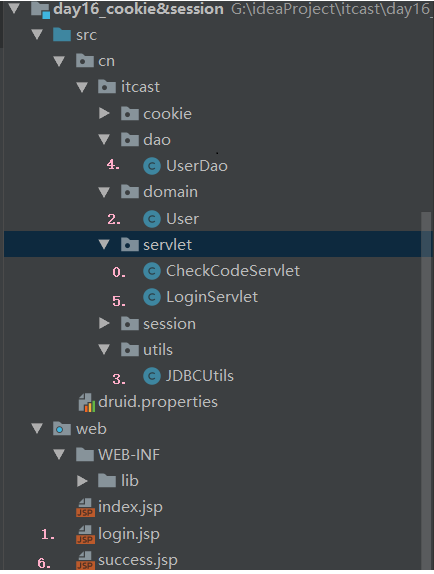 day16_cookie&session G:\ideaProject\itcast\day16_
src
cn
itcast
cookie
dao
4. UserDao
domain
2. User
servlet
0. CheckCodeServlet
5. LoginServlet
session
utils
3. JDBCUtils
druid.properties
web
WEB-INF
lib
JSP index.jsp
1. JSP login.jsp
6. JSP success.jsp